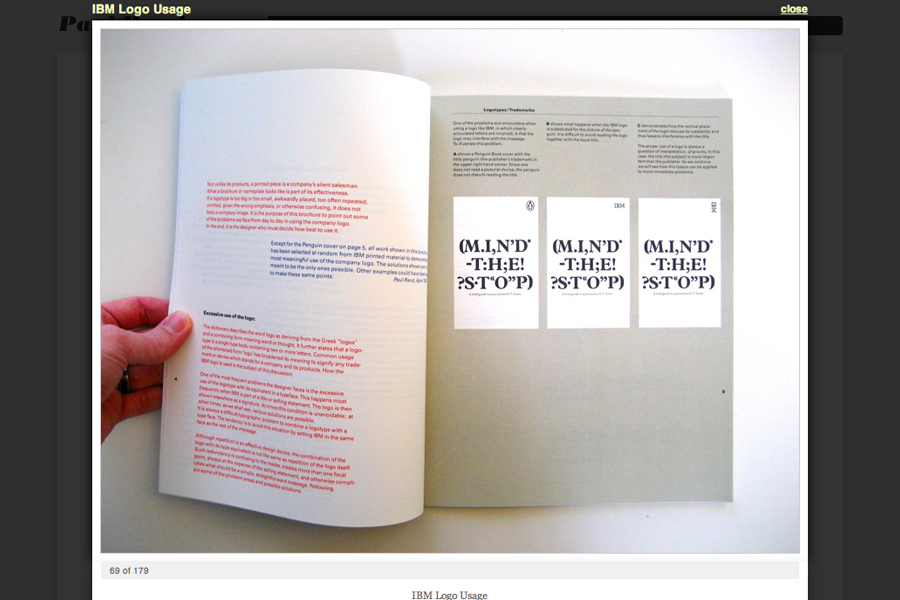 IBM Logo Usage
close
Not unlike its products, a printed piece is a company's silent salesman.
What a brochure or nameplate looks like is part of its effectiveness.
If a logotype is too big or too small, awkwardly placed, too often repeated,
omitted, given the wrong emphasis, or otherwise confusing, it does not
help a company image. It is the purpose of this brochure to point out some
of the problems we face from day to day in using the company logo.
In the end, it is the designer who must decide how best to use it.
Except for the Penguin cover on page 5, all work shown in this
has been selected at random from IBM printed material to
most meaningful use of the company logo. The solutions shown
meant to be the only ones possible. Other examples could have
to make these same points.
Paul Rand,
Excessive use of the logo:
The dictionary describes the word logo as deriving from the Greek "logos"
and a combining form meaning word or thought. It further states that a logo-
type is a single type body containing two or more letters. Common usage
of the shortened form "logo" has broadened its meaning to signify any trade-
mark or device which stands for a company and its products. How the
IBM logo is used is the subject of this discussion.
One of the most frequent problems the designer faces is the excessive
use of the logotype with its equivalent in a typeface. This happens most
frequently when IBM is part of a title or selling statement. The logo is then
shown elsewhere as a signature. At times this condition is unavoidable; at
other times, as we shall see, various solutions are possible.
It is always a difficult typographic problem to combine a logotype with a
type face. The tendency is to avoid this situation by setting IBM in the same
face as the rest of the message.
Although repetition is an effective design device, the combination of the
logo with its type equivalent is not the same as repetition of the logo itself.
Such redundancy is confusing to the reader, creates more than one focal
point, always at the expense of the selling statement, and otherwise compli-
cates what should be a simple, straightforward message. Following
are some of the problem areas and possible solutions.
Logotypes/Trademarks
One of the problems one encounters when
using a logo like IBM, in which clearly
articulated letters are involved, is that the
logo may interfere with the message.
To illustrate this problem:
A shows a Penguin Book cover with the
little penguin (the publisher's trademark) in
the upper right hand corner. Since one
does not read a pictorial device, the penguin
does not disturb reading the title.
B shows what happens when the IBM logo
is substituted for the picture of the pen-
guin. It is difficult to avoid reading the logo
together with the book title.
C demonstrates how the vertical place-
ment of the logo reduces its readability and
thus lessens interference with the title.
The proper use of a logo is always a
question of interpretation, of priority. In this
case, the title (the subject) is more impor-
tant than the publisher. As we continue
we will see how this reason can be applied
to more immediate problems.
(M.I,N'D*
-T:H;E!
?S·T"O"P)
IBM
(M.I,N'D*
-T:H;E!
?S·T"O"P)
IBM
(M.I,N'D*
-T:H;E!
?S·T"O"P)
69 of 179
IBM Logo Usage